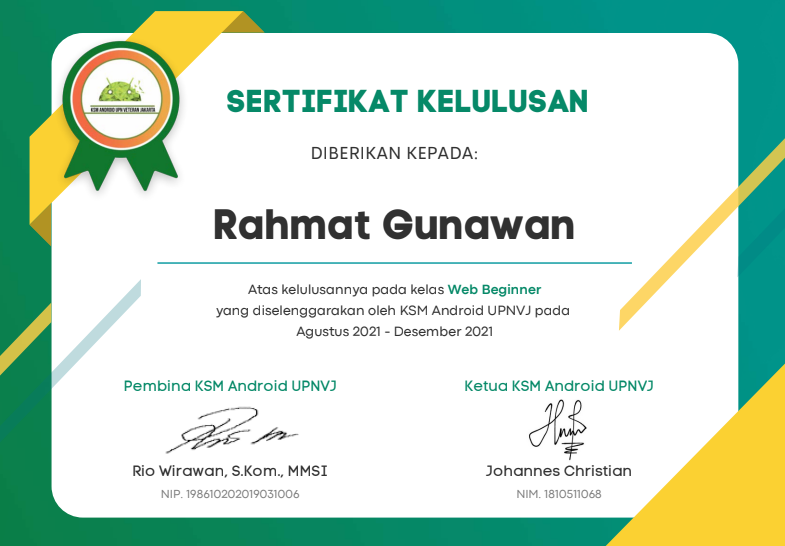 KSM ANDROID UPN VETERAN JAKARTA
SERTIFIKAT KELULUSAN
DIBERIKAN KEPADA:
Rahmat Gunawan
Atas kelulusannya pada kelas Web Beginner
yang diselenggarakan oleh KSM Android UPNVJ pada
Agustus 2021 - Desember 2021
Pembina KSM Android UPNVJ
Rio Wirawan, S.Kom., MMSI
NIP. 198610202019031006
Ketua KSM Android UPNVJ
Johannes Christian
NIM. 1810511068